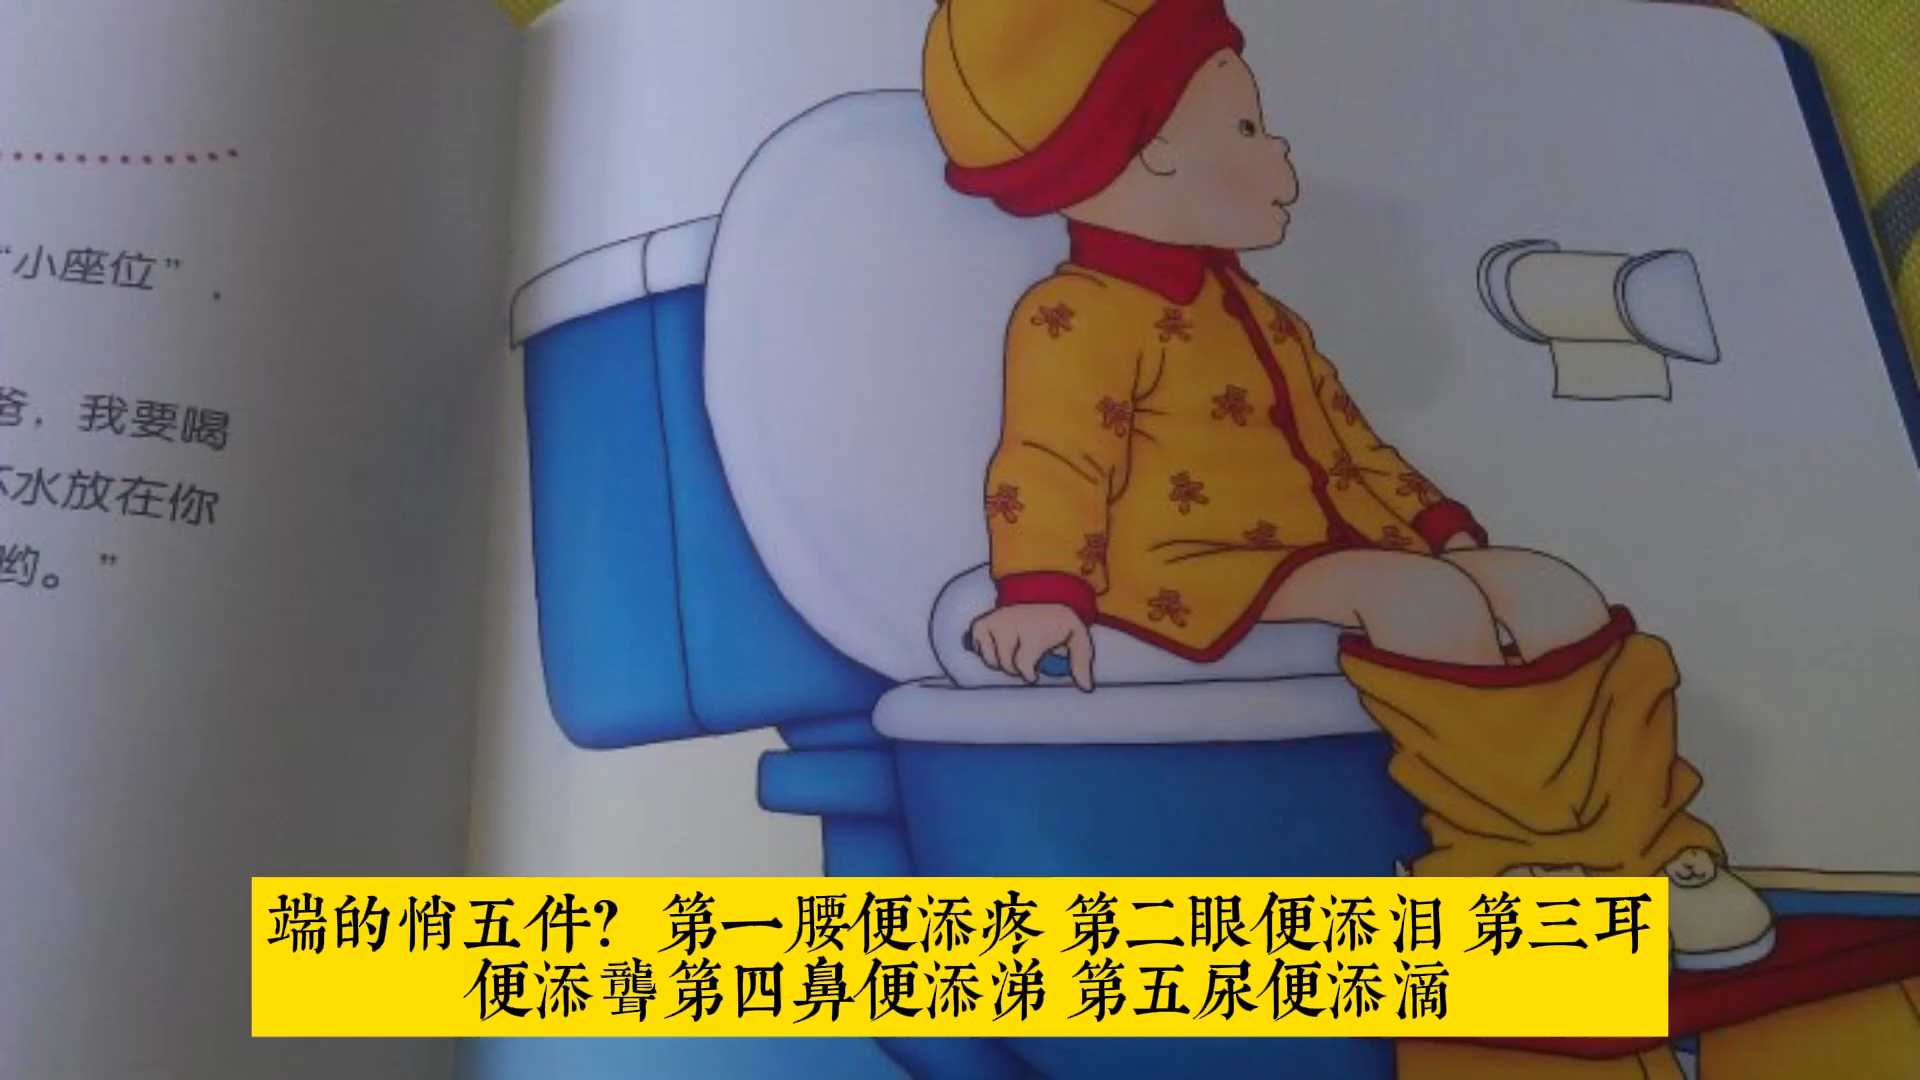 “小座位”，
爸，我要喝
水放在你
哟。”
端的悄五件？ 第一腰便添疼 第二眼便添泪 第三耳
便添聾第四鼻便添涕 第五尿便添滴